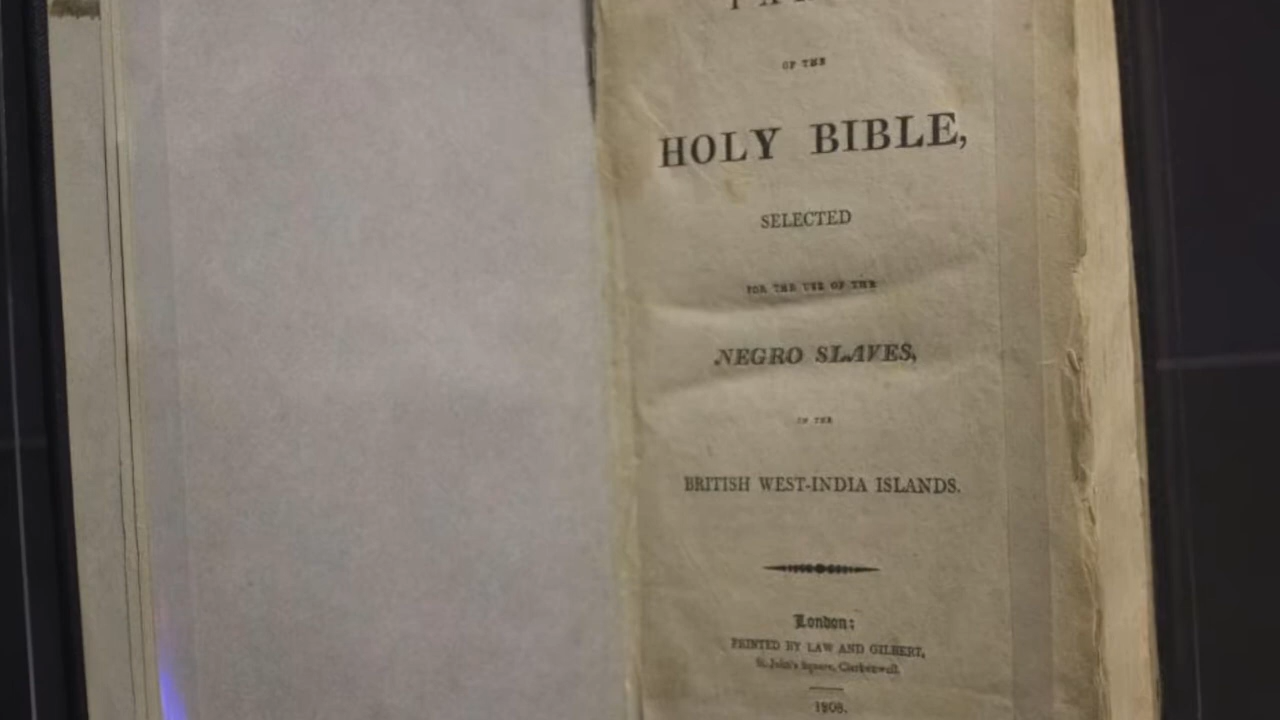 OF THE
HOLY BIBLE,
SELECTED
FOR THE USE OF THE
NEGRO SLAVES,
IN THE
BRITISH WEST-INDIA ISLANDS.
London:
PRINTED BY LAW AND GILBERT,
St. John's Square, Clerkenwell.
1808.